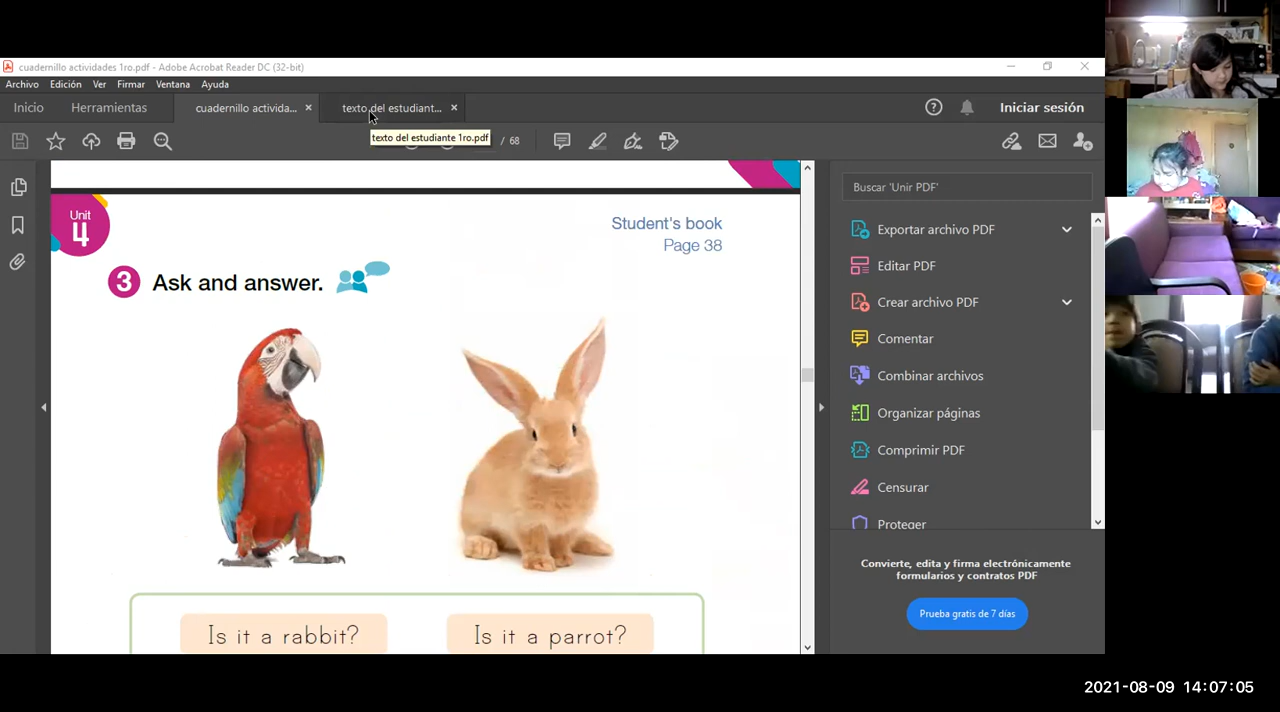 cuadernillo actividades 1ro.pdf - Adobe Acrobat Reader DC (32-bit)
Archivo Edición Ver Firmar Ventana Ayuda
Inicio Herramientas cuadernillo activida... × texto del estudiant... × Iniciar sesión
texto del estudiante 1ro.pdf / 68
Unit
4
Student's book
Page 38
3 Ask and answer.
Is it a rabbit? Is it a parrot?
Buscar 'Unir PDF'
Exportar archivo PDF
Editar PDF
Crear archivo PDF
Comentar
Combinar archivos
Organizar páginas
Comprimir PDF
Censurar
Proteger
Convierte, edita y firma electrónicamente
formularios y contratos PDF
Prueba gratis de 7 días
2021-08-09 14:07:05